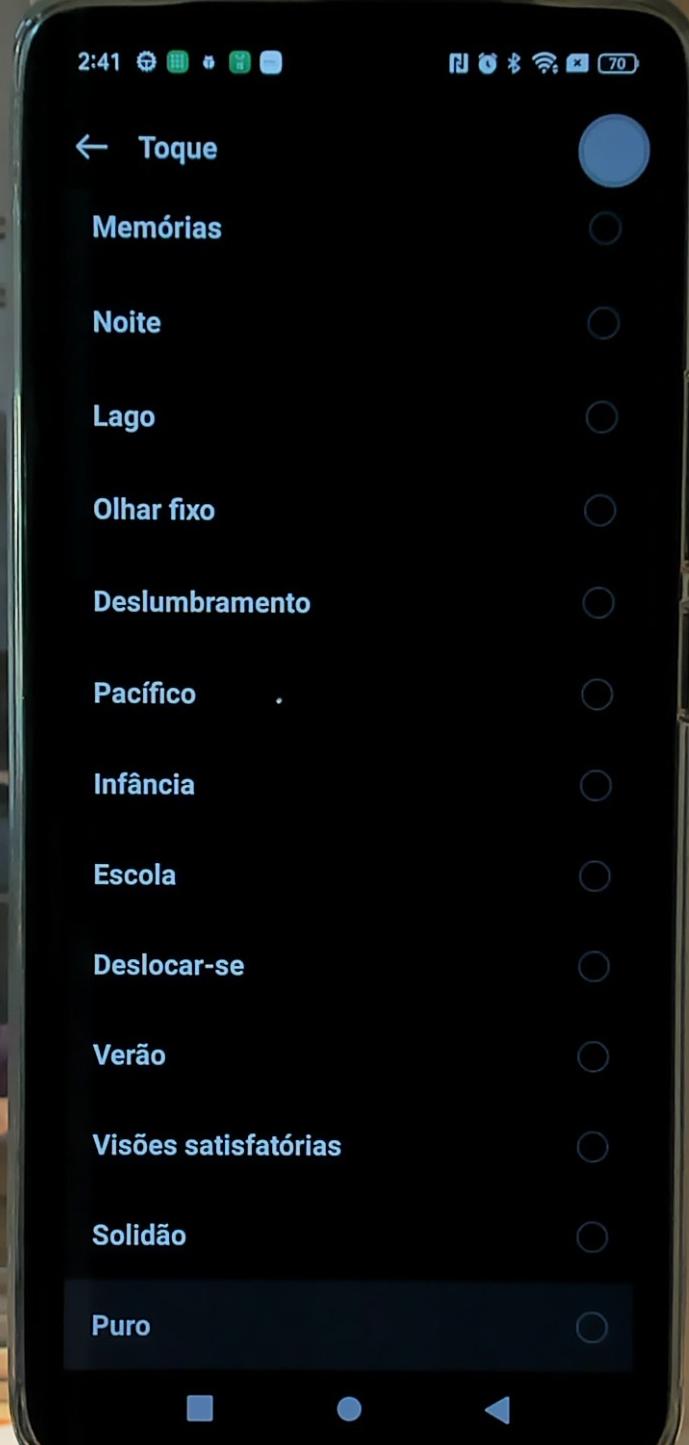 2:41
70
Toque
Memórias
Noite
Lago
Olhar fixo
Deslumbramento
Pacífico
Infância
Escola
Deslocar-se
Verão
Visões satisfatórias
Solidão
Puro